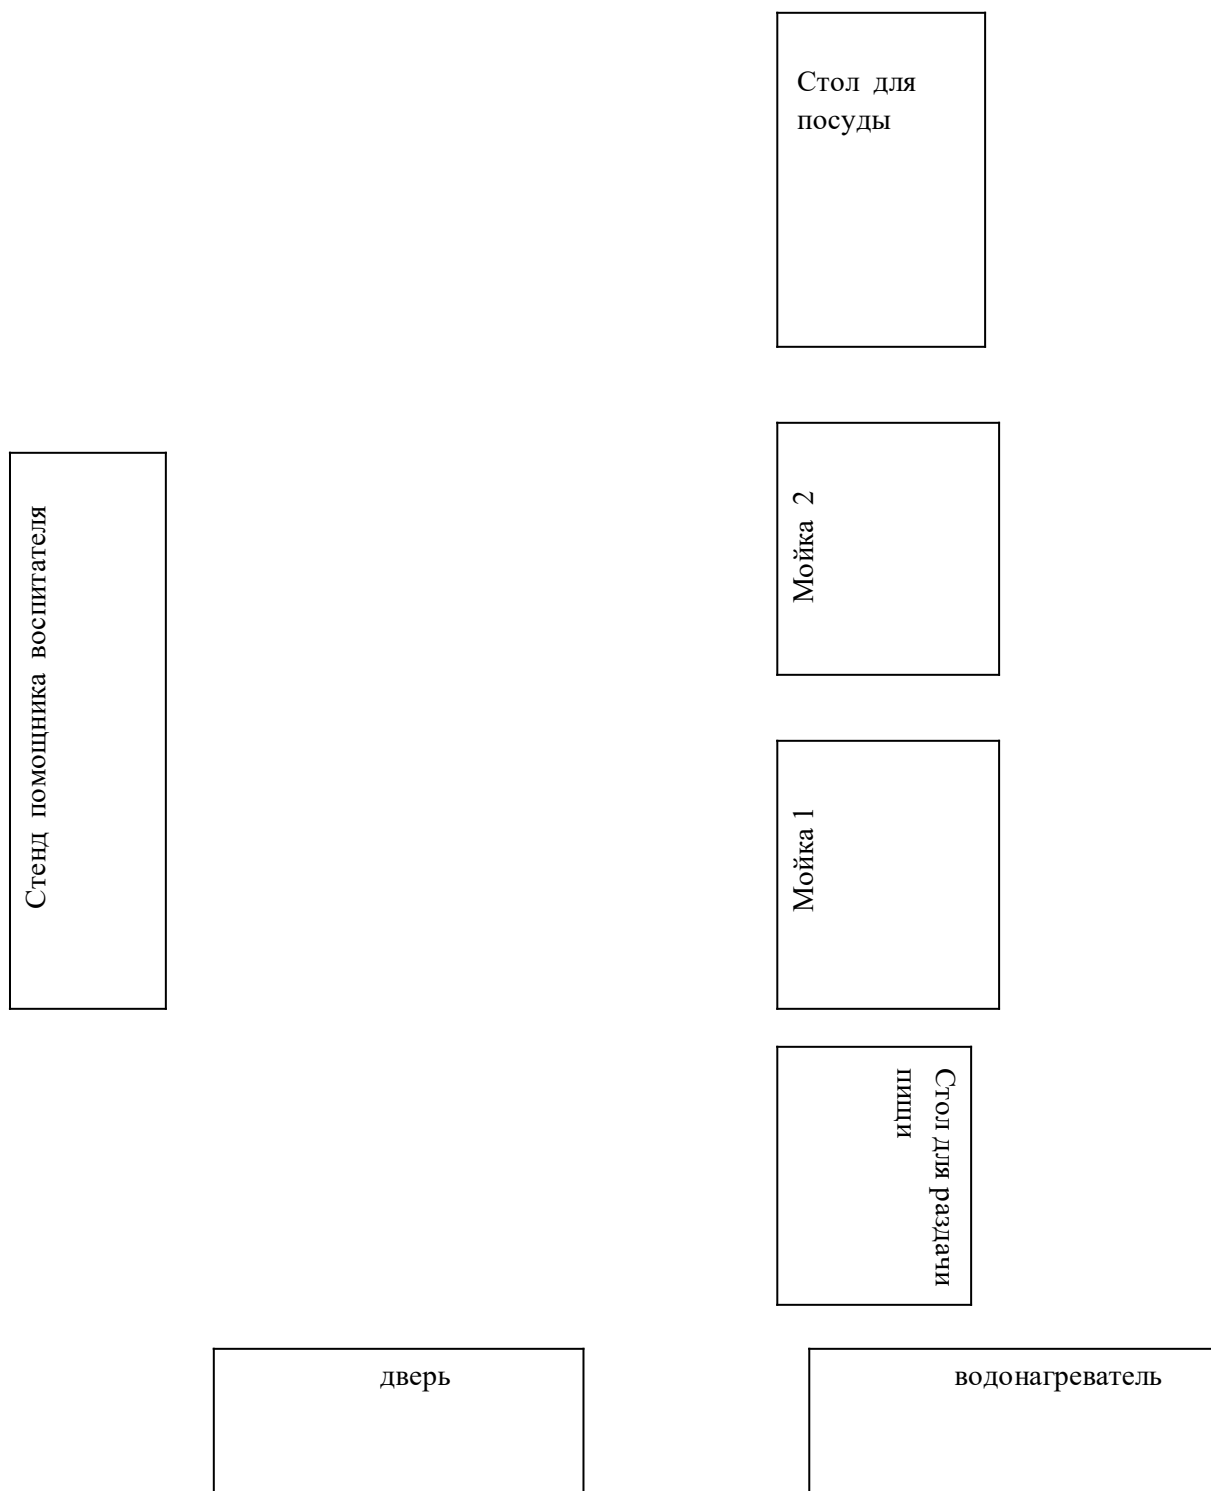 Стол для
посуды
Мойка 2
Стенд помощника воспитателя
Мойка 1
Стол для раздачи
пищи
дверь
водонагреватель